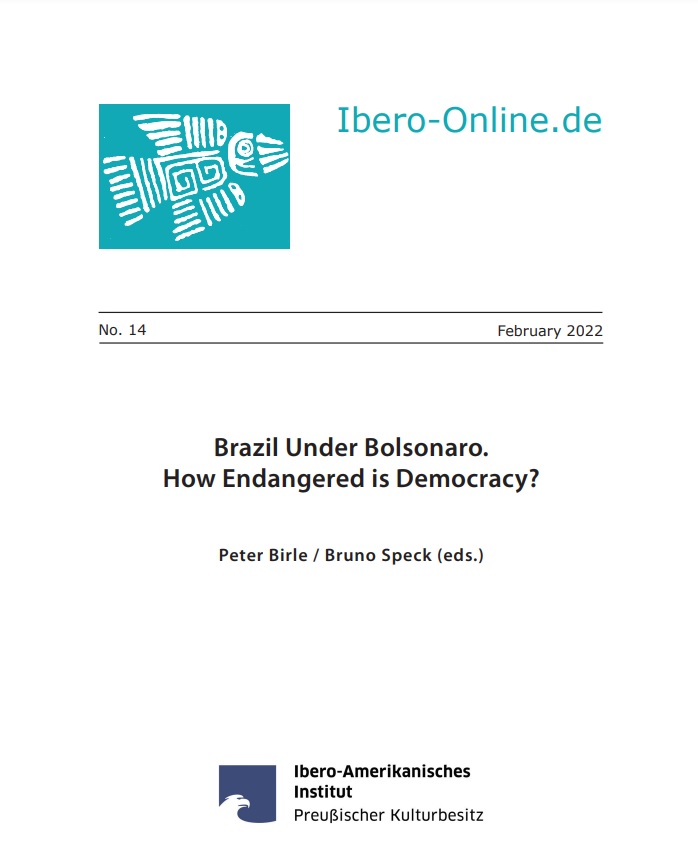 Ibero-Online.de
No. 14
February 2022
Brazil Under Bolsonaro.
How Endangered is Democracy?
Peter Birle / Bruno Speck (eds.)
Ibero-Amerikanisches
Institut
Preußischer Kulturbesitz